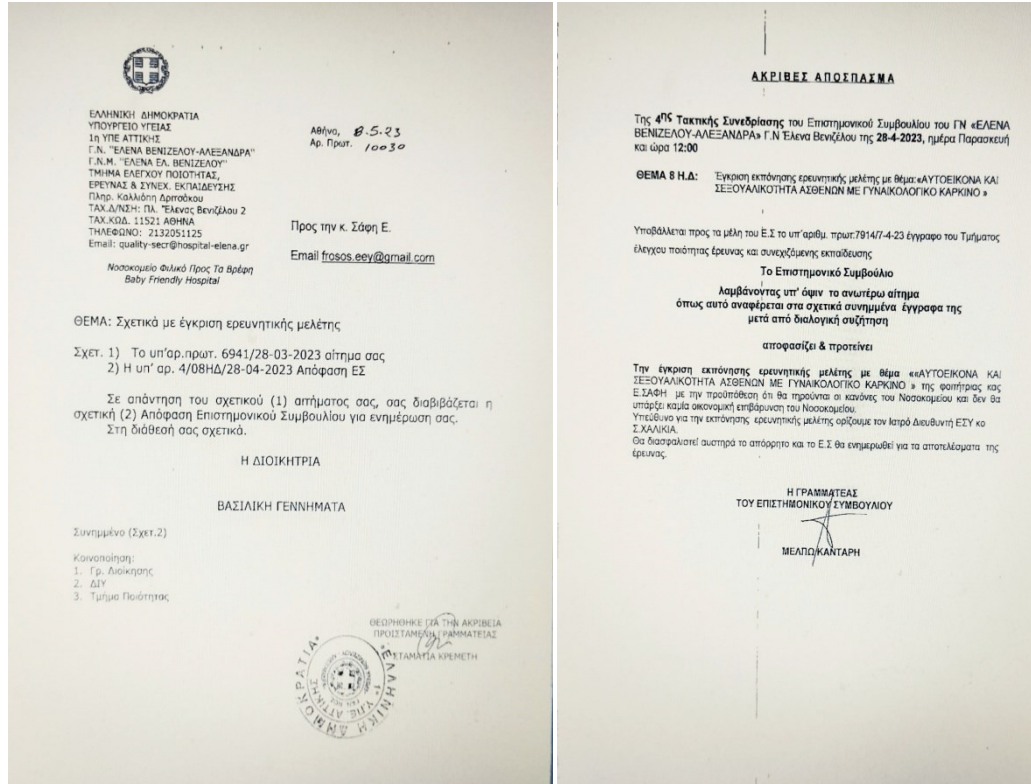 ΕΛΛΗΝΙΚΗ ΔΗΜΟΚΡΑΤΙΑ
ΥΠΟΥΡΓΕΙΟ ΥΓΕΙΑΣ
1η ΥΠΕ ΑΤΤΙΚΗΣ
Γ.Ν. "ΕΛΕΝΑ ΒΕΝΙΖΕΛΟΥ-ΑΛΕΞΑΝΔΡΑ"
Γ.Ν.Μ. "ΕΛΕΝΑ ΕΛ. ΒΕΝΙΖΕΛΟΥ"
ΤΜΗΜΑ ΕΛΕΓΧΟΥ ΠΟΙΟΤΗΤΑΣ,
ΕΡΕΥΝΑΣ & ΣΥΝΕΧ. ΕΚΠΑΙΔΕΥΣΗΣ
Πληρ. Καλλιόπη Δριτσάκου
ΤΑΧ.Δ/ΝΣΗ: Πλ. Έλενας Βενιζέλου 2
ΤΑΧ.ΚΩΔ. 11521 ΑΘΗΝΑ
ΤΗΛΕΦΩΝΟ: 2132051125
Email: quality-secr@hospital-elena.gr
Νοσοκομείο Φιλικό Προς Τα Βρέφη
Baby Friendly Hospital
Αθήνα, 8.5.23
Αρ. Πρωτ. 10030
Προς την κ. Σάφη Ε.
Email frosos.eey@gmail.com
ΘΕΜΑ: Σχετικά με έγκριση ερευνητικής μελέτης
Σχετ. 1) Το υπ'αρ.πρωτ. 6941/28-03-2023 αίτημα σας
2) Η υπ' αρ. 4/08ΗΔ/28-04-2023 Απόφαση ΕΣ
Σε απάντηση του σχετικού (1) αιτήματος σας, σας διαβιβάζεται η
σχετική (2) Απόφαση Επιστημονικού Συμβουλίου για ενημέρωση σας.
Στη διάθεσή σας σχετικά.
Η ΔΙΟΙΚΗΤΡΙΑ
ΒΑΣΙΛΙΚΗ ΓΕΝΝΗΜΑΤΑ
Συνημμένο (Σχετ.2)
Κοινοποίηση:
1. Γρ. Διοίκησης
2. ΔΙΥ
3. Τμήμα Ποιότητας
ΘΕΩΡΗΘΗΚΕ ΓΙΑ ΤΗΝ ΑΚΡΙΒΕΙΑ
ΠΡΟΙΣΤΑΜΕΝΗ ΓΡΑΜΜΑΤΕΙΑΣ
ΣΤΑΜΑΤΙΑ ΚΡΕΜΕΤΗ
ΕΛΛΗΝΙΚΗ ΔΗΜΟΚΡΑΤΙΑ
1η Υ.ΠΕ. ΑΤΤΙΚΗΣ
ΑΚΡΙΒΕΣ ΑΠΟΣΠΑΣΜΑ
Της 4ης Τακτικής Συνεδρίασης του Επιστημονικού Συμβουλίου του ΓΝ «ΕΛΕΝΑ
ΒΕΝΙΖΕΛΟΥ-ΑΛΕΞΑΝΔΡΑ» Γ.Ν Έλενα Βενιζέλου της 28-4-2023, ημέρα Παρασκευή
και ώρα 12:00
ΘΕΜΑ 8 Η.Δ: Έγκριση εκπόνησης ερευνητικής μελέτης με θέμα:«ΑΥΤΟΕΙΚΟΝΑ ΚΑΙ
ΣΕΞΟΥΑΛΙΚΟΤΗΤΑ ΑΣΘΕΝΩΝ ΜΕ ΓΥΝΑΙΚΟΛΟΓΙΚΟ ΚΑΡΚΙΝΟ »
Υποβάλλεται προς τα μέλη του Ε.Σ το υπ'αριθμ. πρωτ:7914/7-4-23 έγγραφο του Τμήματος
έλεγχου ποιότητας έρευνας και συνεχιζόμενης εκπαίδευσης
Το Επιστημονικό Συμβούλιο
λαμβάνοντας υπ' όψιν το ανωτέρω αίτημα
όπως αυτό αναφέρεται στα σχετικά συνημμένα έγγραφα της
μετά από διαλογική συζήτηση
αποφασίζει & προτείνει
Την έγκριση εκπόνησης ερευνητικής μελέτης με θέμα ««ΑΥΤΟΕΙΚΟΝΑ ΚΑΙ
ΣΕΞΟΥΑΛΙΚΟΤΗΤΑ ΑΣΘΕΝΩΝ ΜΕ ΓΥΝΑΙΚΟΛΟΓΙΚΟ ΚΑΡΚΙΝΟ » της φοιτήτριας κας
Ε.ΣΑΦΗ με την προϋπόθεση ότι θα τηρούνται οι κανόνες του Νοσοκομείου και δεν θα
υπάρξει καμία οικονομική επιβάρυνση του Νοσοκομείου.
Υπεύθυνο για την εκπόνησης ερευνητικής μελέτης ορίζουμε τον Ιατρό Διευθυντή ΕΣΥ κο
Σ.ΧΑΛΙΚΙΑ.
Θα διασφαλιστεί αυστηρά το απόρρητο και το Ε.Σ θα ενημερωθεί για τα αποτελέσματα της
έρευνας.
Η ΓΡΑΜΜΑΤΕΑΣ
ΤΟΥ ΕΠΙΣΤΗΜΟΝΙΚΟΥ ΣΥΜΒΟΥΛΙΟΥ
ΜΕΛΠΩ ΚΑΝΤΑΡΗ